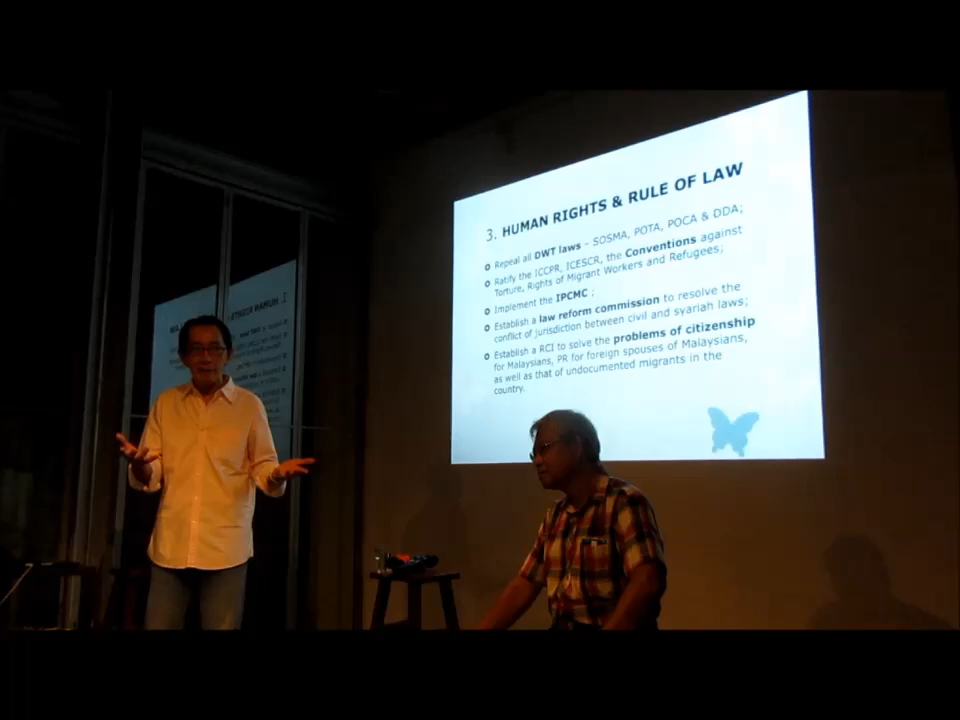 3. HUMAN RIGHTS & RULE OF LAW
Repeal all DWT laws – SOSMA, POTA, POCA & DDA;
Ratify the ICCPR, ICESCR, the Conventions against
Torture, Rights of Migrant Workers and Refugees;
Implement the IPCMC ;
Establish a law reform commission to resolve the
conflict of jurisdiction between civil and syariah laws;
Establish a RCI to solve the problems of citizenship
for Malaysians, PR for foreign spouses of Malaysians,
as well as that of undocumented migrants in the
country.